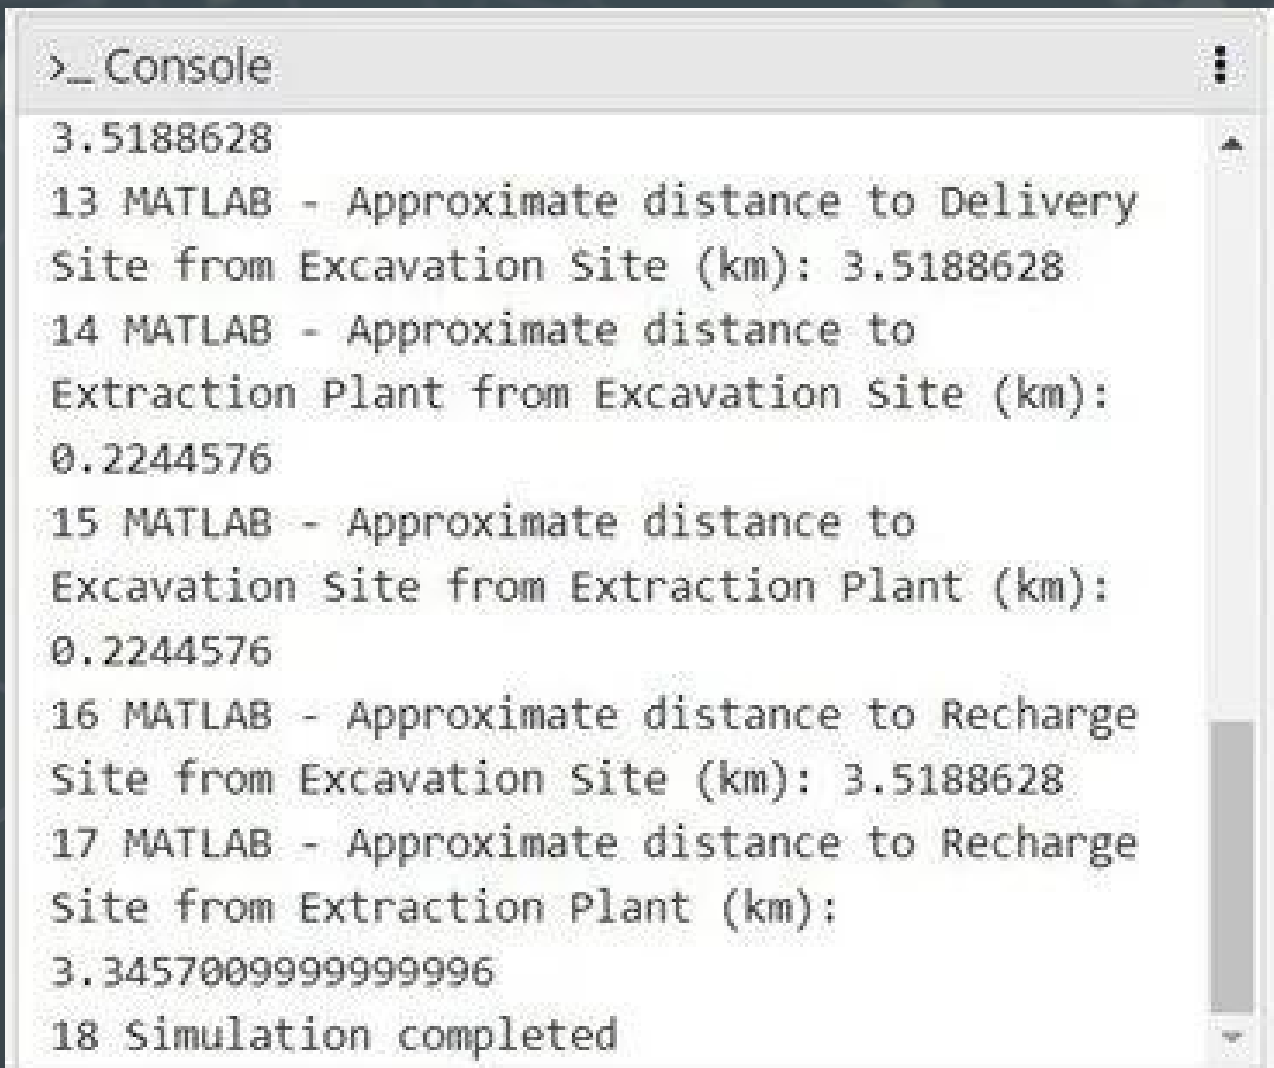 >_ Console
3.5188628
13 MATLAB - Approximate distance to Delivery
Site from Excavation Site (km): 3.5188628
14 MATLAB - Approximate distance to
Extraction Plant from Excavation Site (km):
0.2244576
15 MATLAB - Approximate distance to
Excavation Site from Extraction Plant (km):
0.2244576
16 MATLAB - Approximate distance to Recharge
Site from Excavation Site (km): 3.5188628
17 MATLAB - Approximate distance to Recharge
Site from Extraction Plant (km):
3.3457009999999996
18 Simulation completed